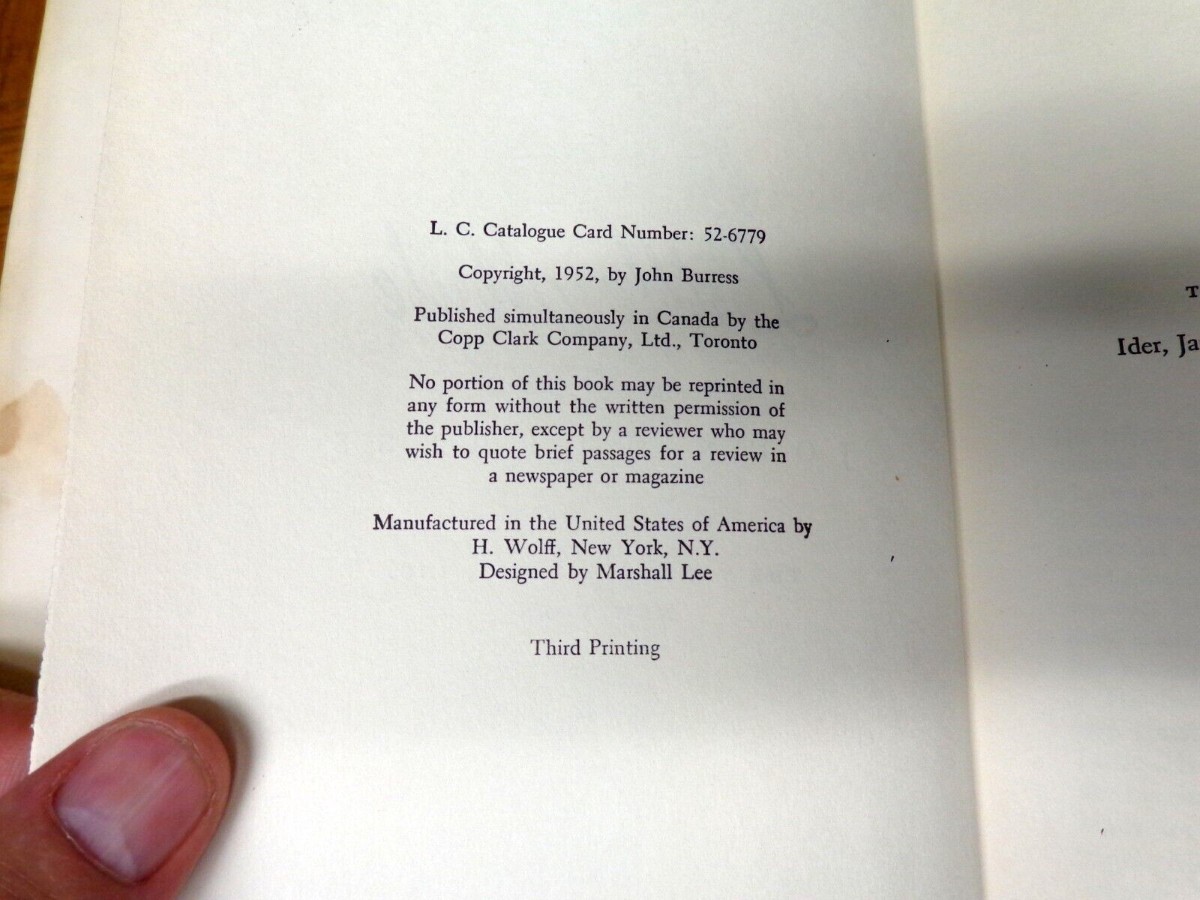 L. C. Catalogue Card Number: 52-6779
Copyright, 1952, by John Burress
Published simultaneously in Canada by the
Copp Clark Company, Ltd., Toronto
No portion of this book may be reprinted in
any form without the written permission of
the publisher, except by a reviewer who may
wish to quote brief passages for a review in
a newspaper or magazine
Manufactured in the United States of America by
H. Wolff, New York, N.Y.
Designed by Marshall Lee
Third Printing
T
Ider, Ja